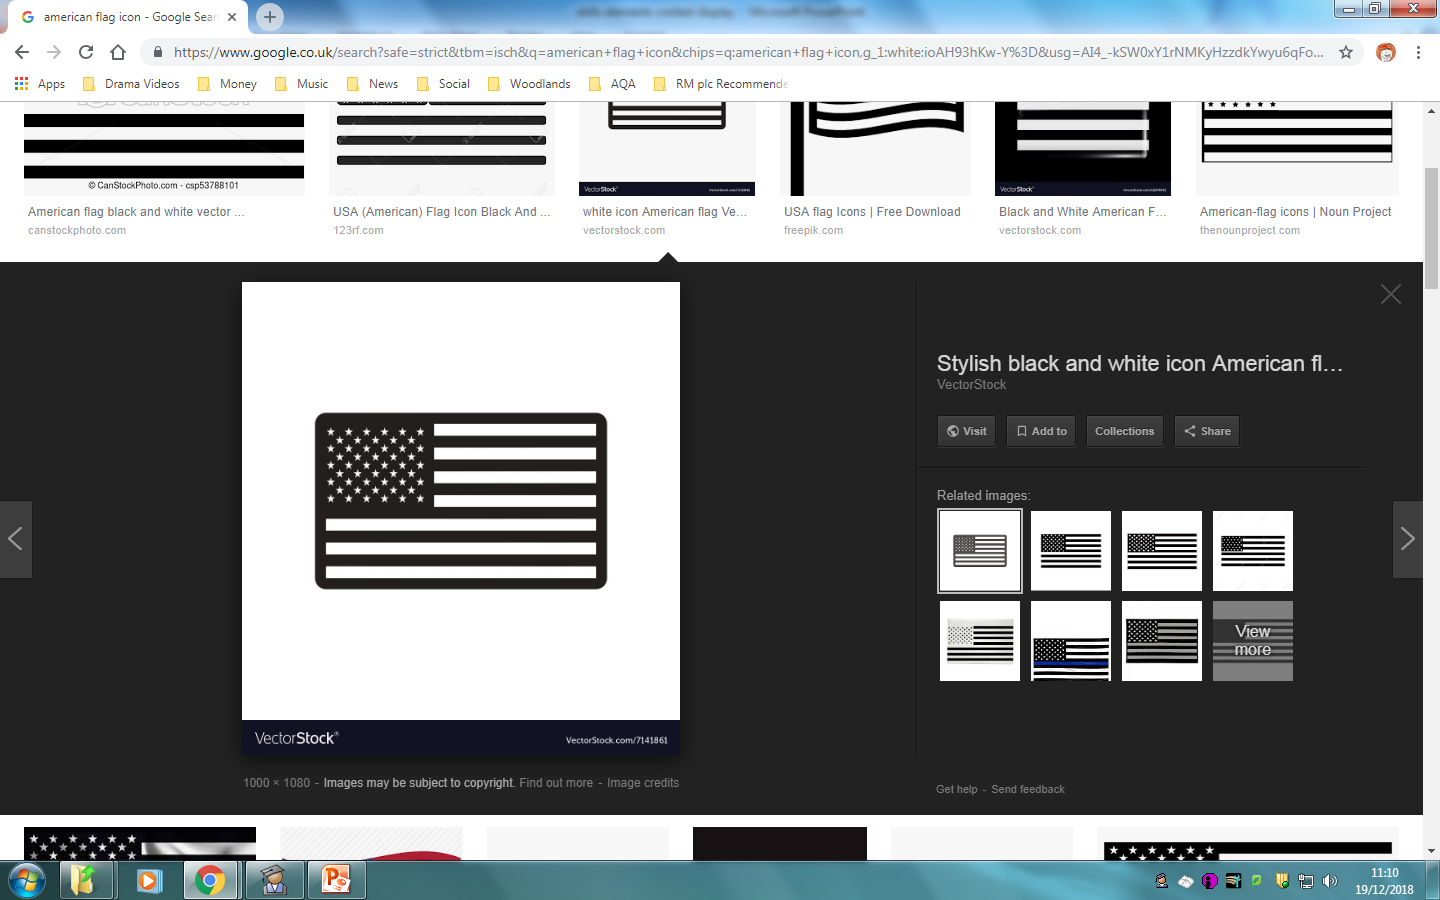 american flag icon - Google Sear
https://www.google.co.uk/search?safe=strict&tbm=isch&q=american+flag+icon&chips=q:american+flag+icon,g_1:white:ioAH93hKw-Y%3D&usg=AI4_-kSW0xY1rNMKyHzzdkYwyu6qFo...
Apps Drama Videos Money Music News Social Woodlands AQA RM plc Recommende
© CanStockPhoto.com - csp53788101
VectorStock®
VectorStock®
American flag black and white vector ...
USA (American) Flag Icon Black And ...
white icon American flag Ve...
USA flag Icons | Free Download
Black and White American F...
American-flag icons | Noun Project
canstockphoto.com
123rf.com
vectorstock.com
freepik.com
vectorstock.com
thenounproject.com
Stylish black and white icon American fl...
VectorStock
Visit Add to Collections Share
Related images:
View
more
VectorStock® VectorStock.com/7141861
1000 × 1080 - Images may be subject to copyright. Find out more - Image credits
Get help - Send feedback
11:10
19/12/2018